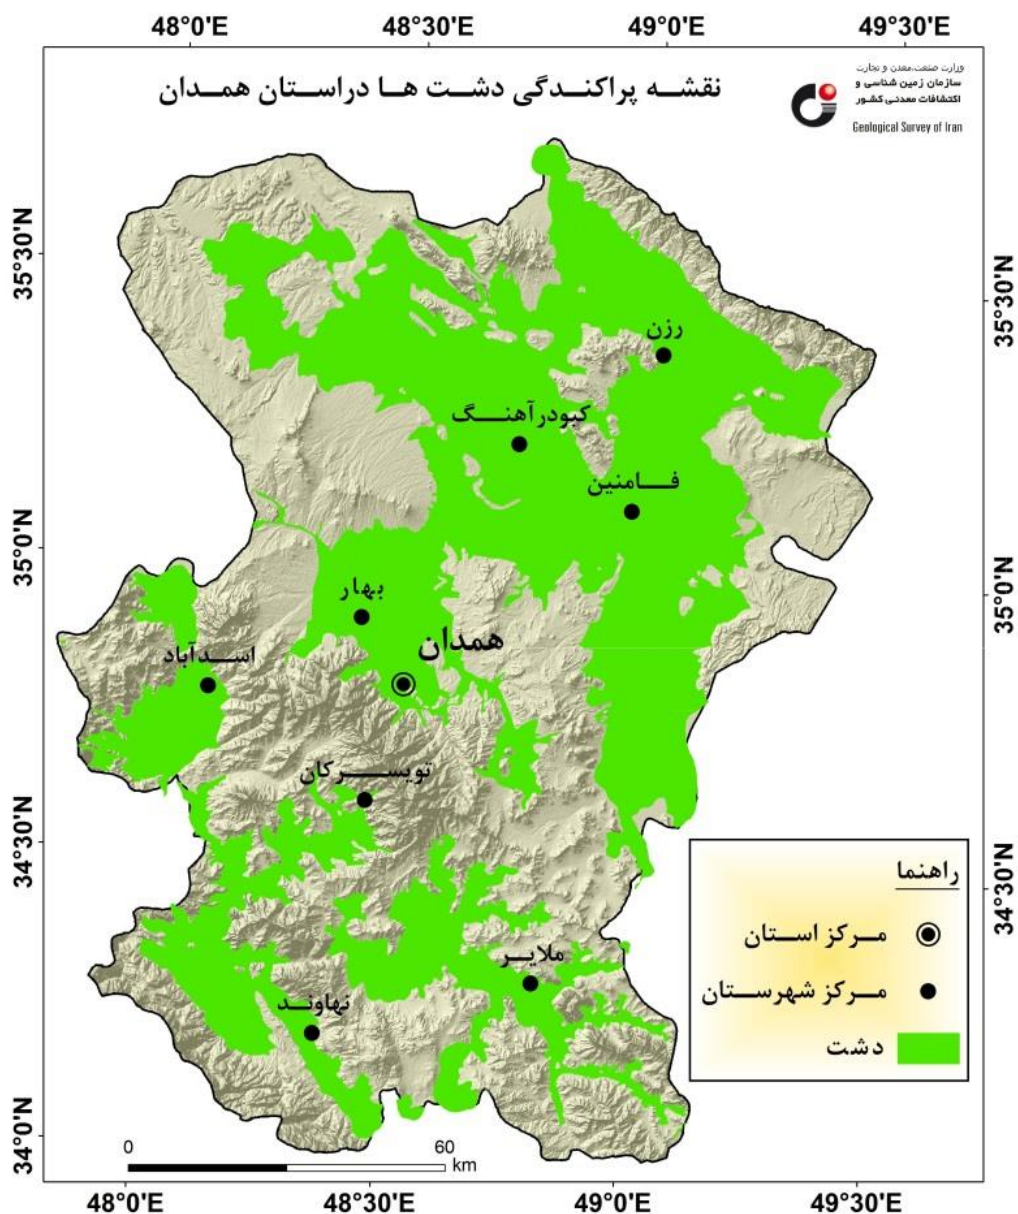 48°0'E 48°30'E 49°0'E 49°30'E
نقشه پراکندگی دشت ها دراستان همدان
وزارت صنعت،معدن و تجارت
سازمان زمین شناسی و
اکتشافات معدنی کشور
Geological Survey of Iran
35°30'N
35°30'N
رزن
کبودرآهنگ
فامنین
35°0'N
35°0'N
بهار
همدان
اسدآباد
تویسرکان
34°30'N
34°30'N
ملایر
نهاوند
راهنما
مرکز استان
مرکز شهرستان
دشت
34°0'N
0 60
km
48°0'E 48°30'E 49°0'E 49°30'E